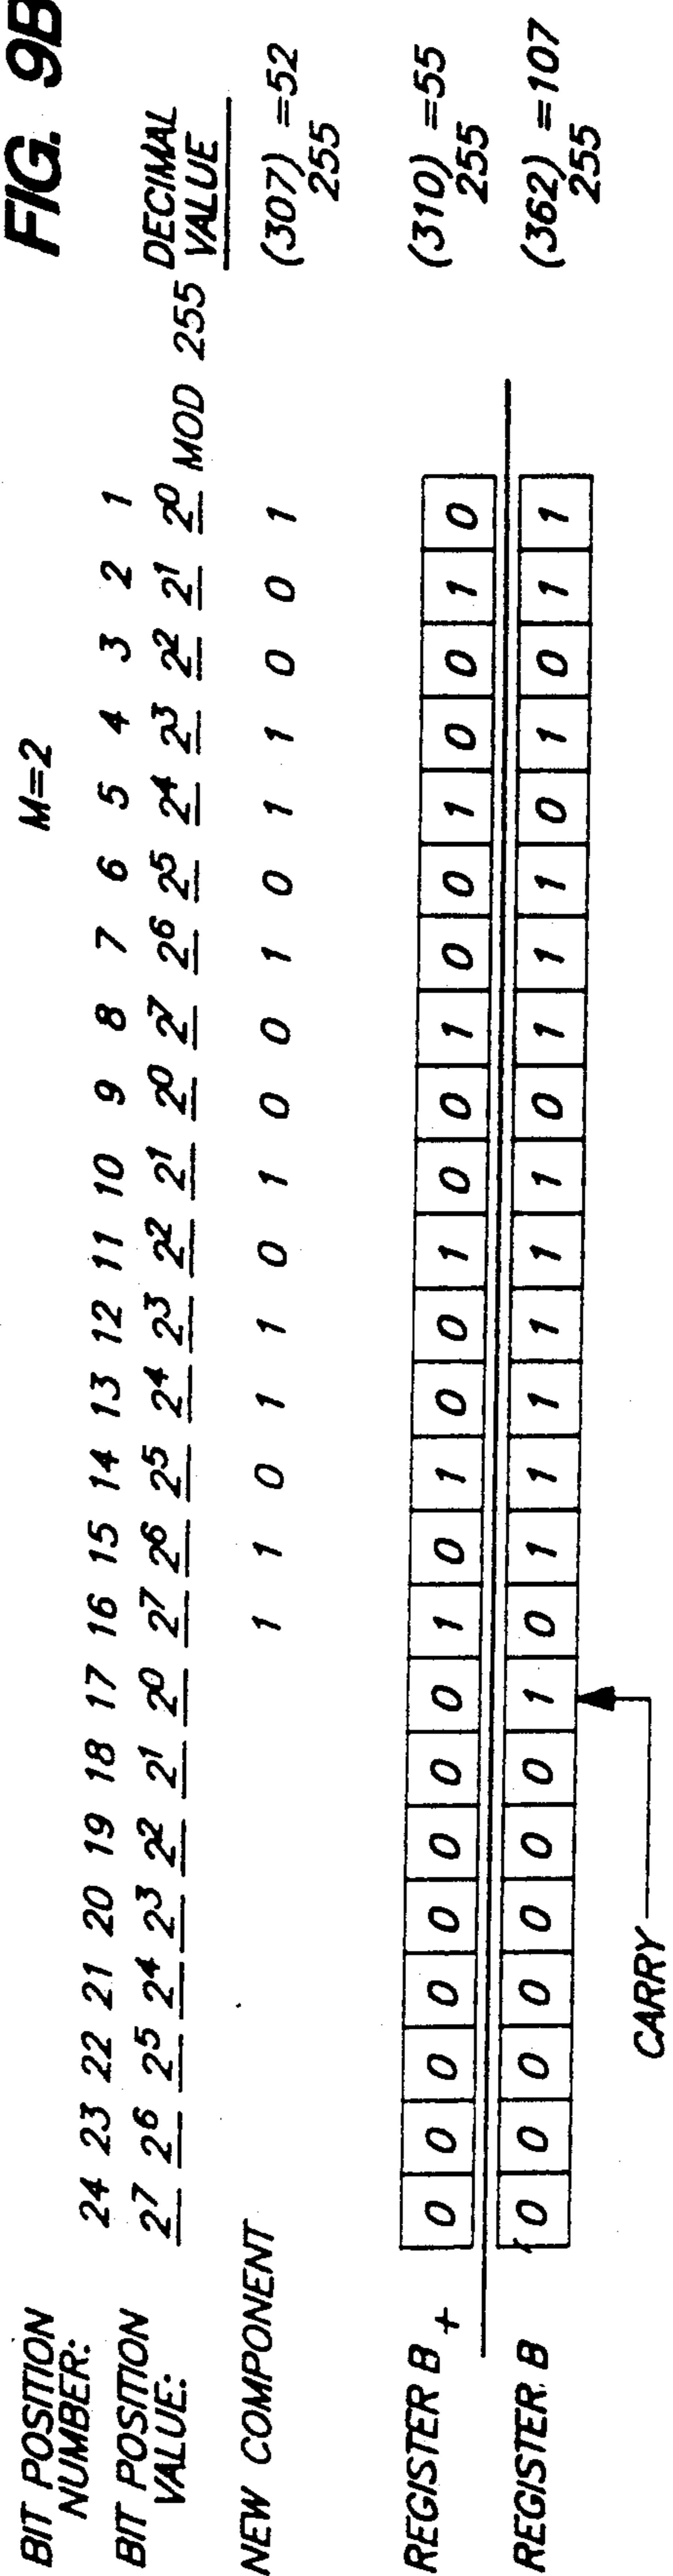 FIG. 9B
M=2
BIT POSITION
NUMBER:
24 23 22 21 20 19 18 17 16 15 14 13 12 11 10 9 8 7 6 5 4 3 2 1
BIT POSITION
VALUE:
2⁷ 2⁶ 2⁵ 2⁴ 2³ 2² 2¹ 2⁰ 2⁷ 2⁶ 2⁵ 2⁴ 2³ 2² 2¹ 2⁰ 2⁷ 2⁶ 2⁵ 2⁴ 2³ 2² 2¹ 2⁰ MOD 255
DECIMAL
VALUE
NEW COMPONENT 1 1 0 1 1 0 1 0 0 1 0 1 1 0 0 1 (307) =52
255
REGISTER B + 0 0 0 0 0 0 0 0 1 0 1 0 0 1 0 0 1 0 0 1 0 0 1 0 (310) =55
255
REGISTER B 0 0 0 0 0 0 0 1 0 1 1 1 1 1 1 0 1 1 1 0 1 0 1 1 (362) =107
255
CARRY